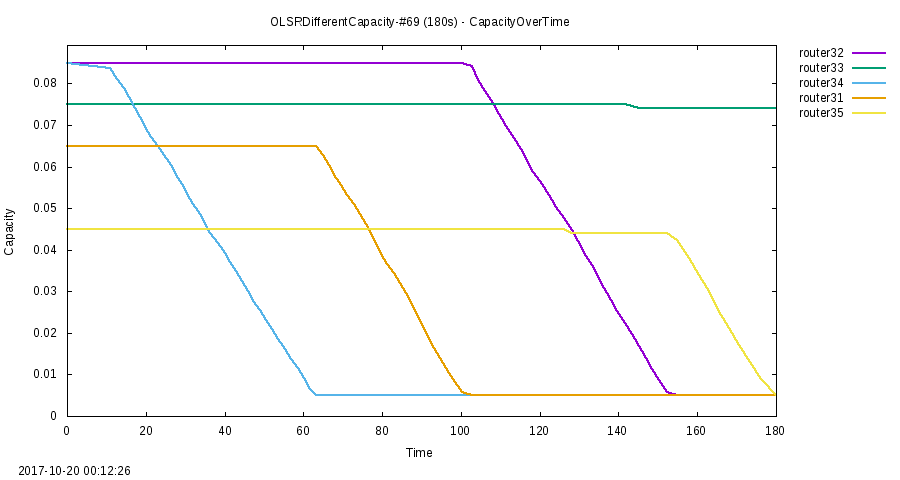 OLSRDifferentCapacity-#69 (180s) - CapacityOverTime
router32
router33
router34
router31
router35
Capacity
0.08
0.07
0.06
0.05
0.04
0.03
0.02
0.01
0
0 20 40 60 80 100 120 140 160 180
Time
2017-10-20 00:12:26